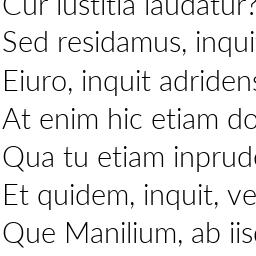 Cur iustitia laudatur?
Sed residamus, inqui
Eiuro, inquit adridens
At enim hic etiam do
Qua tu etiam inprude
Et quidem, inquit, ve
Que Manilium, ab iisc